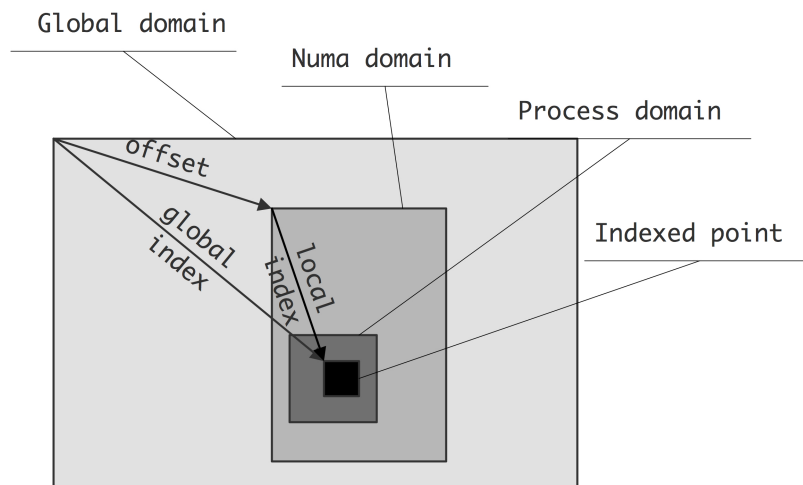 Global domain
Numa domain
Process domain
offset
global
index
local
index
Indexed point